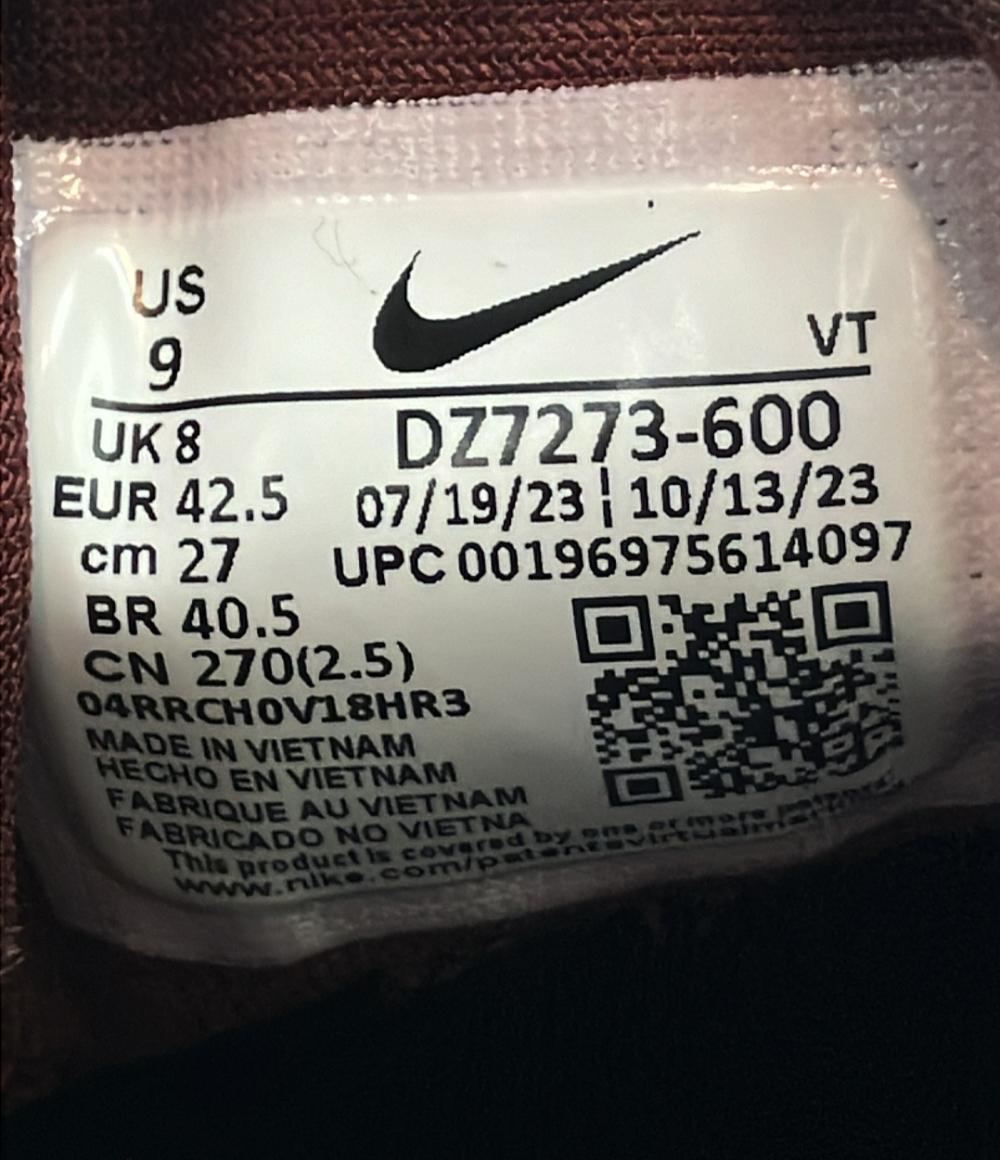 US
9
VT
UK 8
DZ7273-600
EUR 42.5
07/19/23 ¦ 10/13/23
cm 27
UPC 00196975614097
BR 40.5
CN 270(2.5)
04RRCH0V18HR3
MADE IN VIETNAM
HECHO EN VIETNAM
FABRIQUE AU VIETNAM
FABRICADO NO VIETNA
This product is covered by one or more patents
www.nike.com/patentsvirtualmar